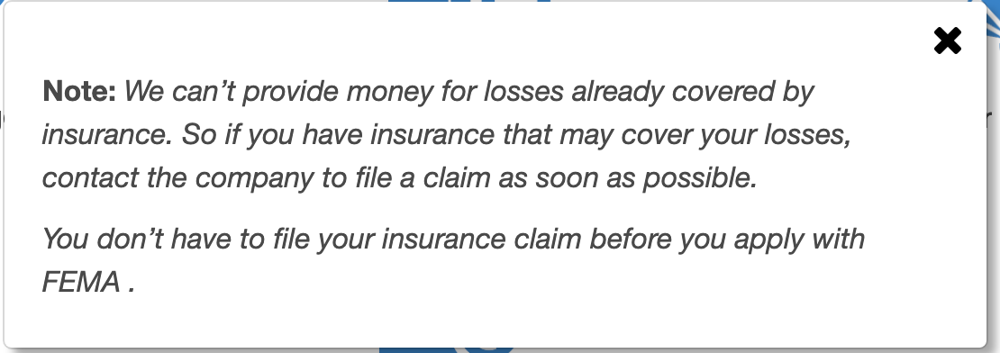 Note: We can’t provide money for losses already covered by
insurance. So if you have insurance that may cover your losses,
contact the company to file a claim as soon as possible.
You don’t have to file your insurance claim before you apply with
FEMA .